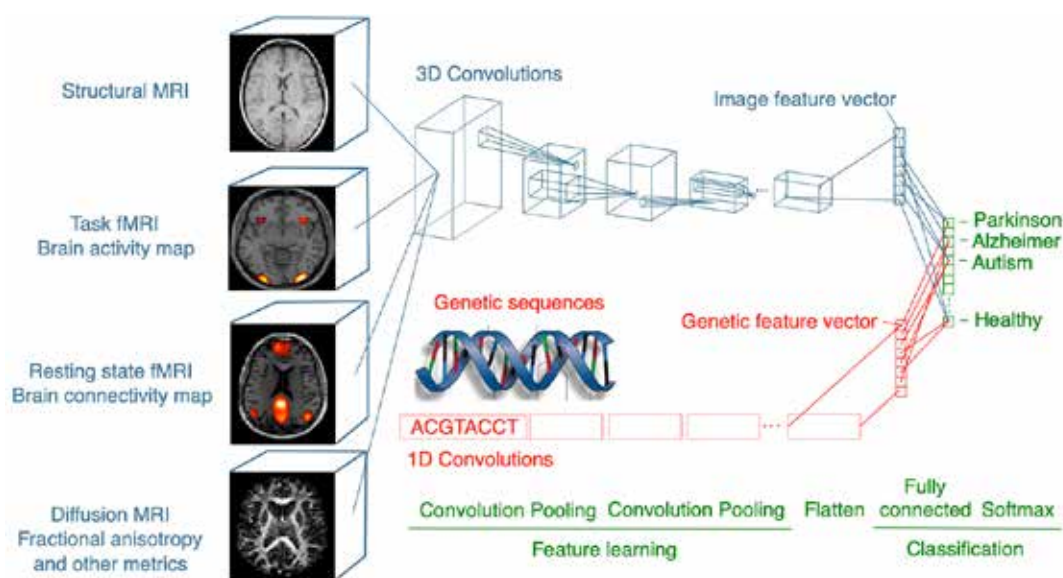 Structural MRI
Task fMRI
Brain activity map
Resting state fMRI
Brain connectivity map
Diffusion MRI
Fractional anisotropy
and other metrics
3D Convolutions
Image feature vector
Parkinson
Alzheimer
Autism
Healthy
Genetic sequences
Genetic feature vector
ACGTACCT
...
1D Convolutions
Convolution Pooling Convolution Pooling Flatten Fully connected Softmax
Feature learning Classification